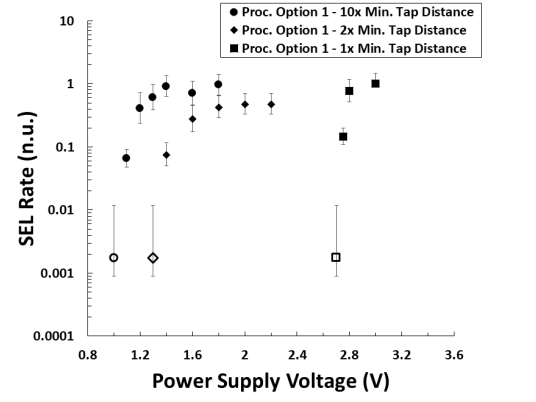 Proc. Option 1 - 10x Min. Tap Distance
Proc. Option 1 - 2x Min. Tap Distance
Proc. Option 1 - 1x Min. Tap Distance
10
1
0.1
0.01
0.001
0.0001
SEL Rate (n.u.)
0.8 1.2 1.6 2 2.4 2.8 3.2 3.6
Power Supply Voltage (V)